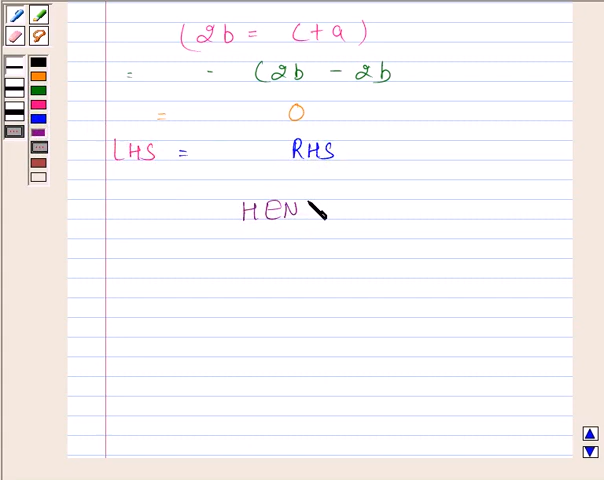 (2b = c+a)
= - (2b - 2b
= 0
LHS = RHS
HEN